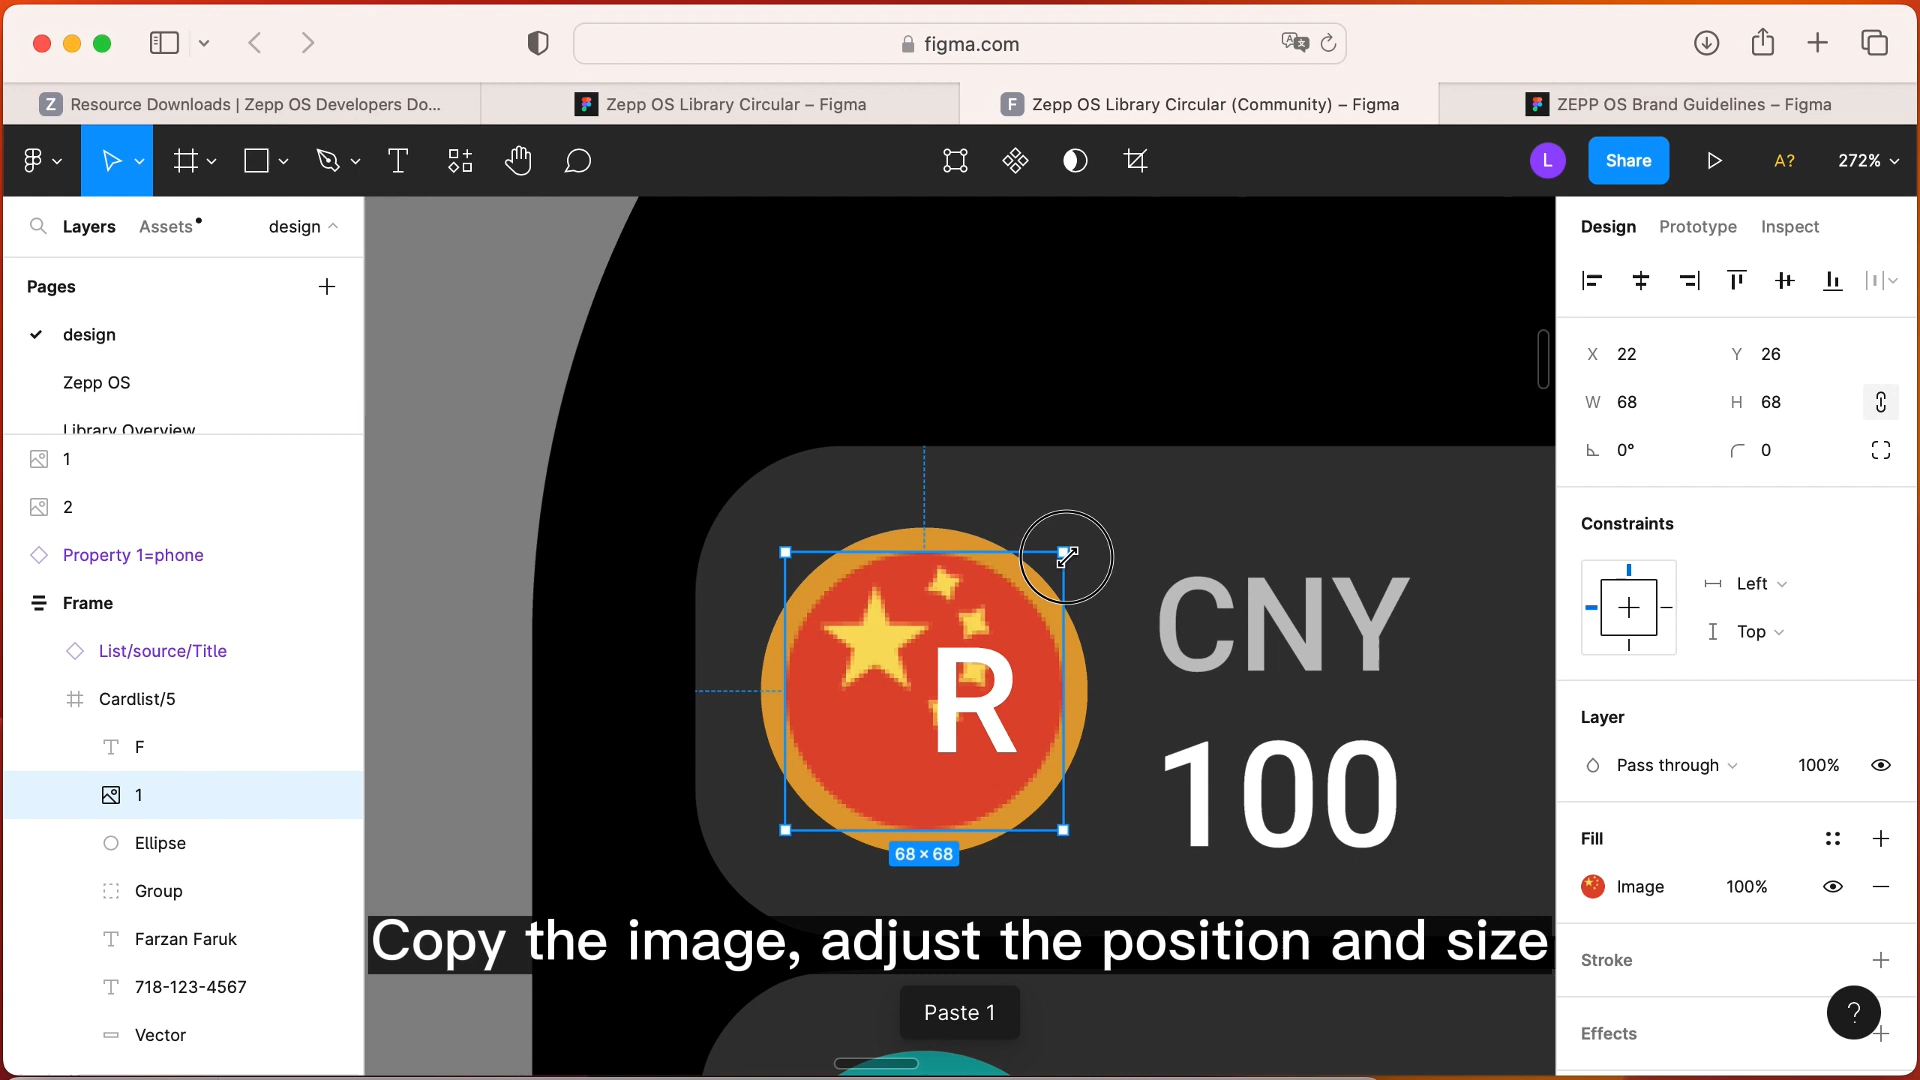 figma.com
Z Resource Downloads | Zepp OS Developers Do...
Zepp OS Library Circular – Figma
F Zepp OS Library Circular (Community) – Figma
ZEPP OS Brand Guidelines – Figma
L
Share
A?
272%
Layers
Assets
design
Pages
design
Zepp OS
Library Overview
1
2
Property 1=phone
Frame
List/source/Title
Cardlist/5
F
1
Ellipse
Group
Farzan Faruk
718-123-4567
Vector
R
CNY
100
68 × 68
Copy the image, adjust the position and size
Paste 1
Design
Prototype
Inspect
X 22
Y 26
W 68
H 68
0°
0
Constraints
Left
Top
Layer
Pass through
100%
Fill
Image
100%
Stroke
Effects
?